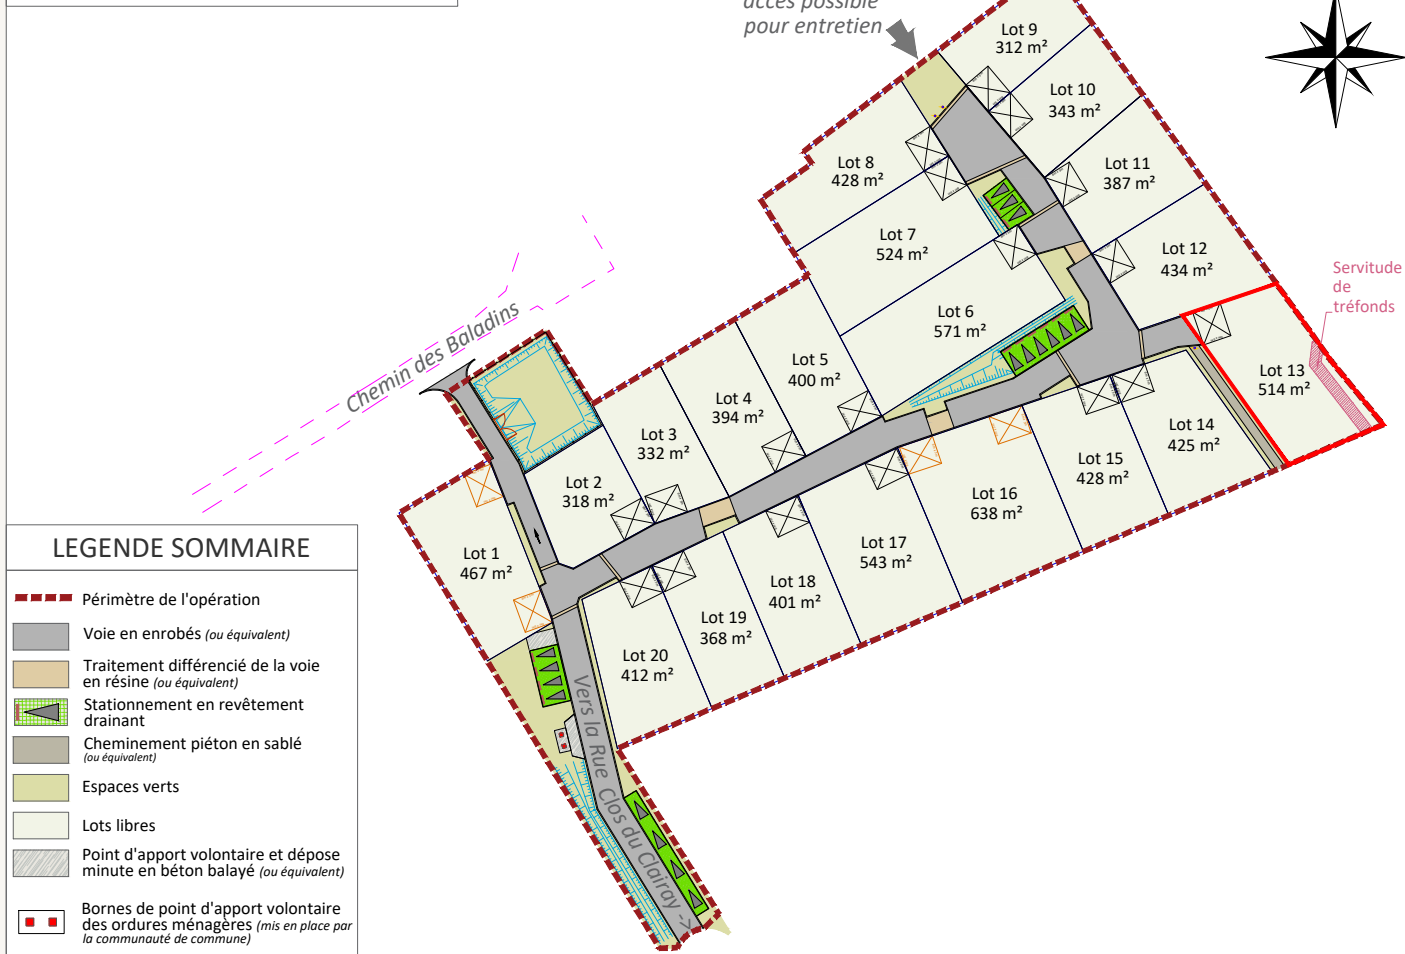 accès possible
pour entretien
Lot 9
312 m²
Lot 10
343 m²
Lot 8
428 m²
Lot 11
387 m²
Lot 7
524 m²
Lot 12
434 m²
Servitude
de
tréfonds
Lot 6
571 m²
Chemin des Baladins
Lot 5
400 m²
Lot 13
514 m²
Lot 4
394 m²
Lot 3
332 m²
Lot 14
425 m²
Lot 15
428 m²
Lot 2
318 m²
Lot 16
638 m²
Lot 1
467 m²
Lot 17
543 m²
Lot 18
401 m²
Lot 19
368 m²
Lot 20
412 m²
Vers la Rue Clos du Clairay ->
LEGENDE SOMMAIRE
Périmètre de l'opération
Voie en enrobés (ou équivalent)
Traitement différencié de la voie
en résine (ou équivalent)
Stationnement en revêtement
drainant
Cheminement piéton en sablé
(ou équivalent)
Espaces verts
Lots libres
Point d'apport volontaire et dépose
minute en béton balayé (ou équivalent)
Bornes de point d'apport volontaire
des ordures ménagères (mis en place par
la communauté de commune)